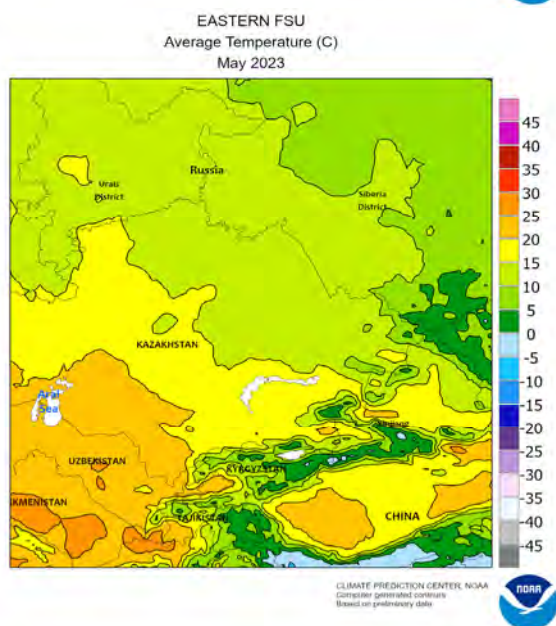 EASTERN FSU
Average Temperature (C)
May 2023
Russia
Urals
District
Siberia
District
KAZAKHSTAN
Aral
Sea
UZBEKISTAN
KYRGYZSTAN
KMENISTAN
TAJIKISTAN
CHINA
45
40
35
30
25
20
15
10
5
0
-5
-10
-15
-20
-25
-30
-35
-40
-45
CLIMATE PREDICTION CENTER, NOAA
Computer generated contours
Based on preliminary data
NOAA